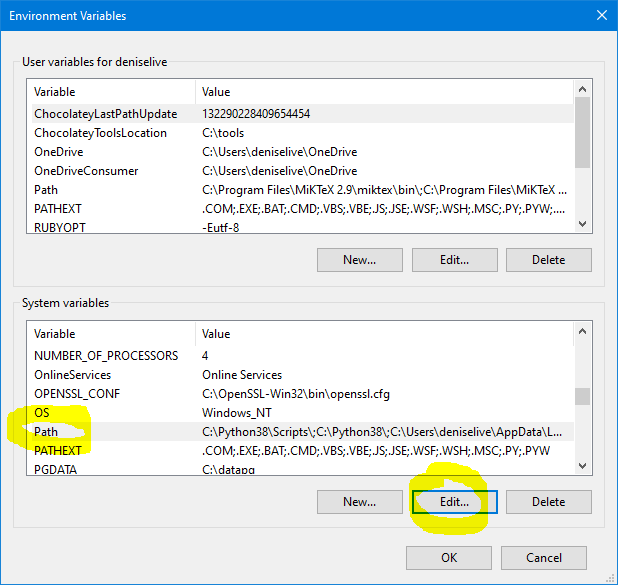 Environment Variables
User variables for deniselive
Variable Value
ChocolateyLastPathUpdate 132290228409654454
ChocolateyToolsLocation C:\tools
OneDrive C:\Users\deniselive\OneDrive
OneDriveConsumer C:\Users\deniselive\OneDrive
Path C:\Program Files\MiKTeX 2.9\miktex\bin\;C:\Program Files\MiKTeX ...
PATHEXT .COM;.EXE;.BAT;.CMD;.VBS;.VBE;.JS;.JSE;.WSF;.WSH;.MSC;.PY;.PYW;....
RUBYOPT -Eutf-8
New... Edit... Delete
System variables
Variable Value
NUMBER_OF_PROCESSORS 4
OnlineServices Online Services
OPENSSL_CONF C:\OpenSSL-Win32\bin\openssl.cfg
OS Windows_NT
Path C:\Python38\Scripts\;C:\Python38\;C:\Users\deniselive\AppData\L...
PATHEXT .COM;.EXE;.BAT;.CMD;.VBS;.VBE;.JS;.JSE;.WSF;.WSH;.MSC;.PY;.PYW
PGDATA C:\datapg
New... Edit... Delete
OK Cancel